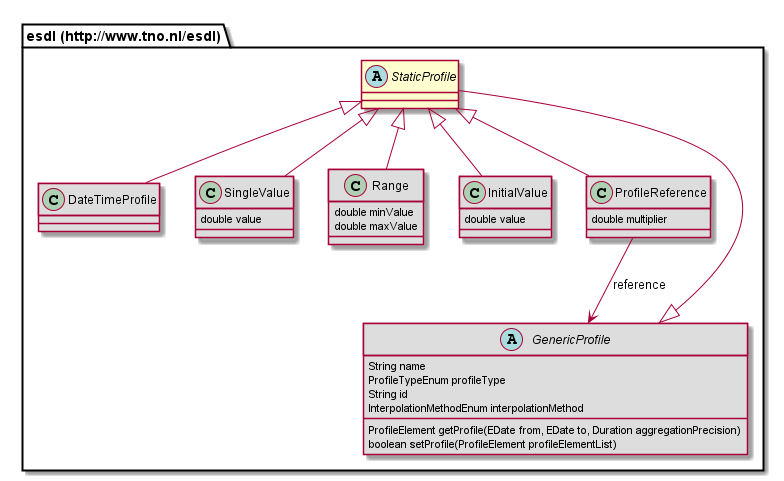 esdl (http://www.tno.nl/esdl)
A StaticProfile
C DateTimeProfile
C SingleValue
double value
C Range
double minValue
double maxValue
C InitialValue
double value
C ProfileReference
double multiplier
reference
A GenericProfile
String name
ProfileTypeEnum profileType
String id
InterpolationMethodEnum interpolationMethod
ProfileElement getProfile(EDate from, EDate to, Duration aggregationPrecision)
boolean setProfile(ProfileElement profileElementList)